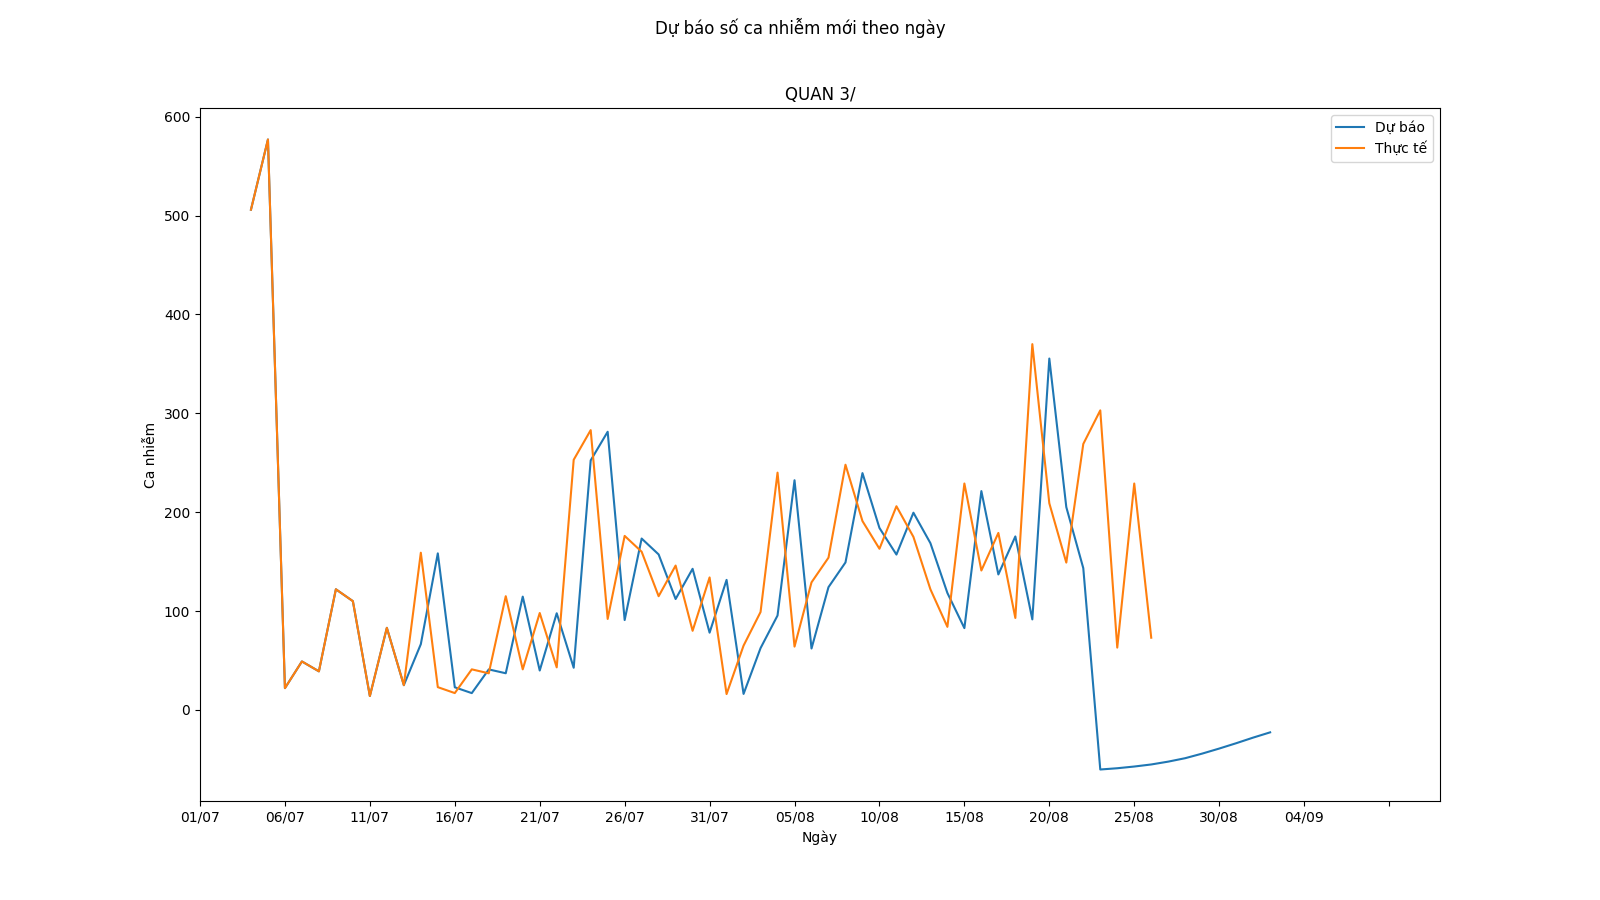 Dự báo số ca nhiễm mới theo ngày
QUAN 3/
Dự báo
Thực tế
600
500
400
300
200
100
0
Ca nhiễm
01/07 06/07 11/07 16/07 21/07 26/07 31/07 05/08 10/08 15/08 20/08 25/08 30/08 04/09
Ngày